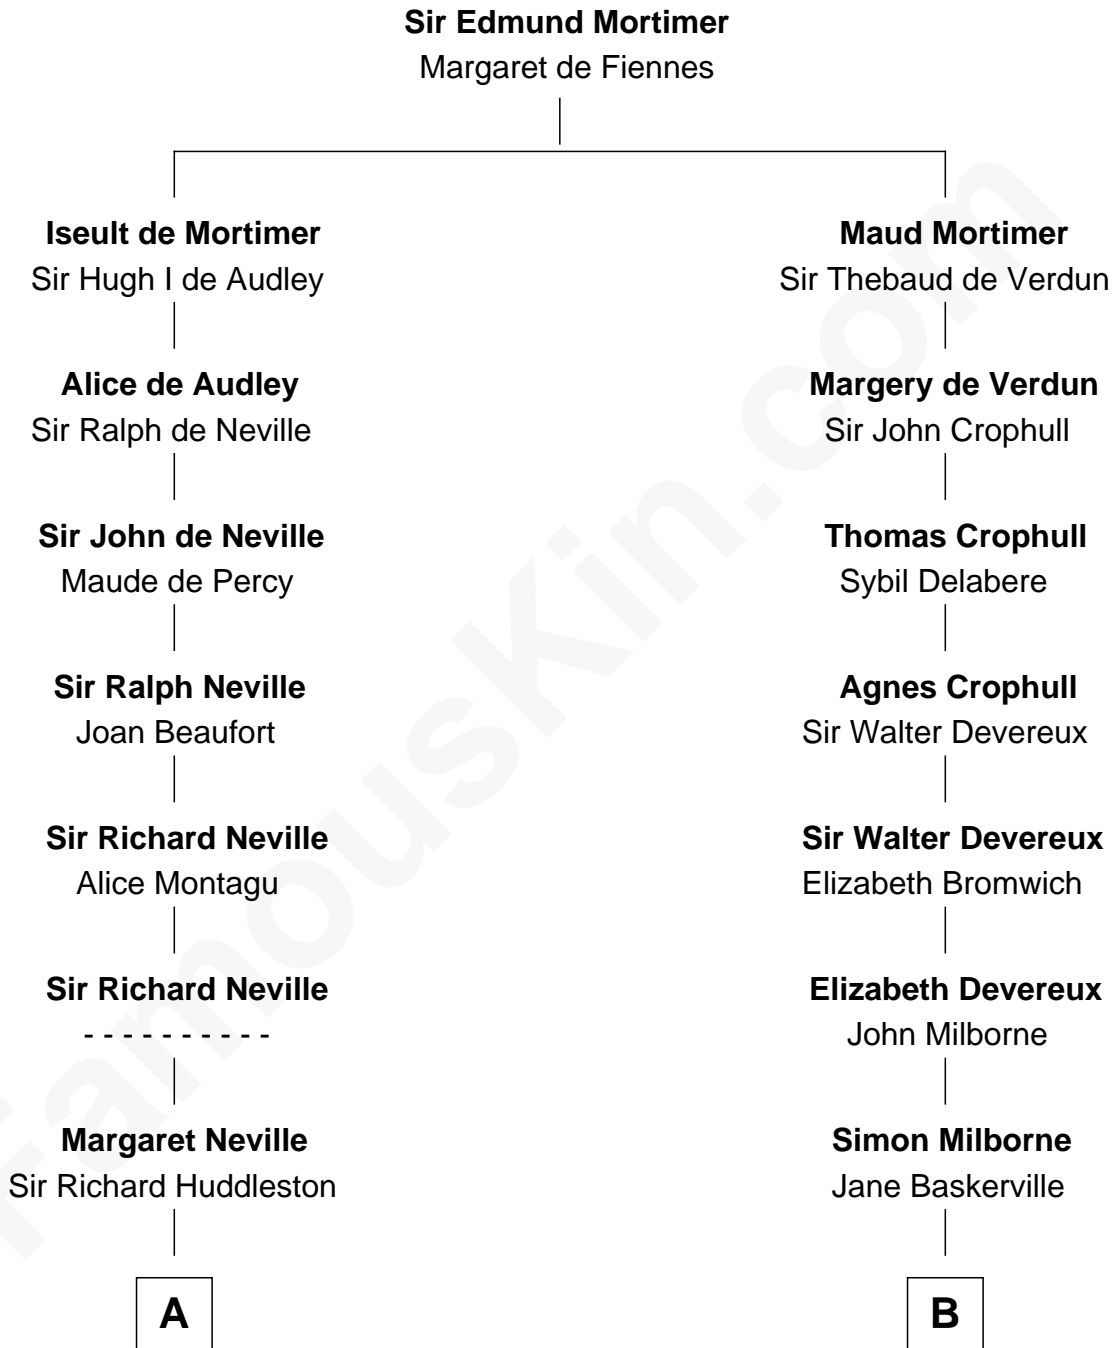 Sir Edmund Mortimer
Margaret de Fiennes
Iseult de Mortimer
Sir Hugh I de Audley
Maud Mortimer
Sir Thebaud de Verdun
Alice de Audley
Sir Ralph de Neville
Margery de Verdun
Sir John Crophull
Sir John de Neville
Maude de Percy
Thomas Crophull
Sybil Delabere
Sir Ralph Neville
Joan Beaufort
Agnes Crophull
Sir Walter Devereux
Sir Richard Neville
Alice Montagu
Sir Walter Devereux
Elizabeth Bromwich
Sir Richard Neville
- - - - - - - - - -
Elizabeth Devereux
John Milborne
Margaret Neville
Sir Richard Huddleston
Simon Milborne
Jane Baskerville
A
B
FamousKin.com